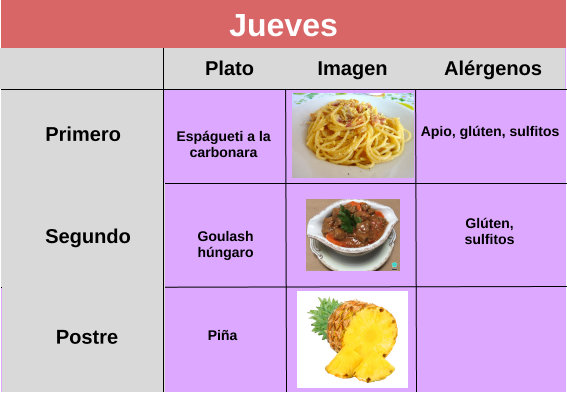 Jueves
Plato
Imagen
Alérgenos
Primero
Espágueti a la
carbonara
Apio, glúten, sulfitos
Segundo
Goulash
húngaro
Glúten,
sulfitos
Postre
Piña